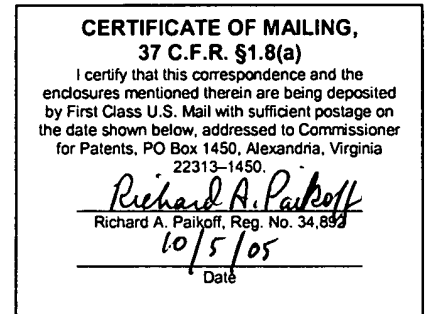 CERTIFICATE OF MAILING,
37 C.F.R. §1.8(a)
I certify that this correspondence and the
enclosures mentioned therein are being deposited
by First Class U.S. Mail with sufficient postage on
the date shown below, addressed to Commissioner
for Patents, PO Box 1450, Alexandria, Virginia
22313–1450.
Richard A. Paikoff
Richard A. Paikoff, Reg. No. 34,892
10/5/05
Date